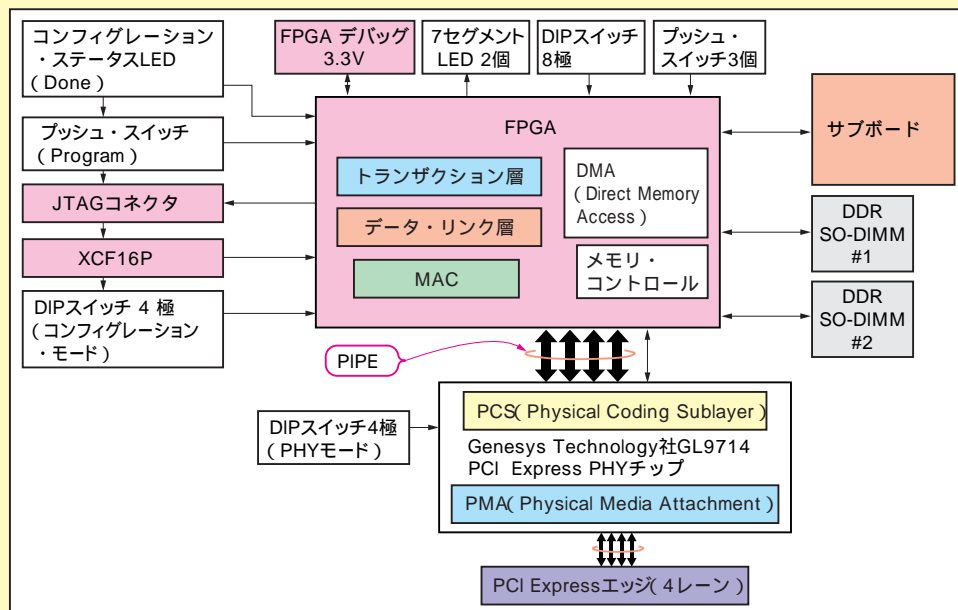 コンフィグレーション
・ステータスLED
(Done)
プッシュ・スイッチ
(Program)
JTAGコネクタ
XCF16P
DIPスイッチ 4 極
(コンフィグレーション
・モード)
FPGA デバッグ
3.3V
7セグメント
LED 2個
DIPスイッチ
8極
プッシュ・
スイッチ3個
FPGA
トランザクション層
データ・リンク層
MAC
DMA
(Direct Memory
Access)
メモリ・
コントロール
サブボード
DDR
SO-DIMM
#1
DDR
SO-DIMM
#2
PIPE
DIPスイッチ4極
(PHYモード)
PCS(Physical Coding Sublayer)
Genesys Technology社GL9714
PCI Express PHYチップ
PMA(Physical Media Attachment)
PCI Expressエッジ(4レーン)